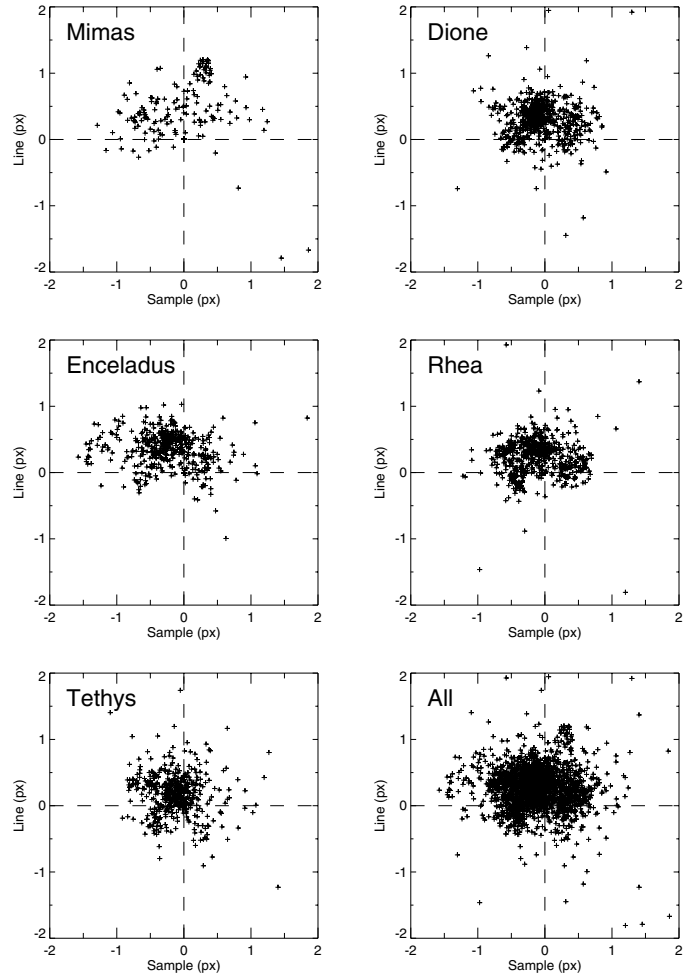 Mimas
2
1
0
-1
-2
Line (px)
-2 -1 0 1 2
Sample (px)
Dione
2
1
0
-1
-2
Line (px)
-2 -1 0 1 2
Sample (px)
Enceladus
2
1
0
-1
-2
Line (px)
-2 -1 0 1 2
Sample (px)
Rhea
2
1
0
-1
-2
Line (px)
-2 -1 0 1 2
Sample (px)
Tethys
2
1
0
-1
-2
Line (px)
-2 -1 0 1 2
Sample (px)
All
2
1
0
-1
-2
Line (px)
-2 -1 0 1 2
Sample (px)